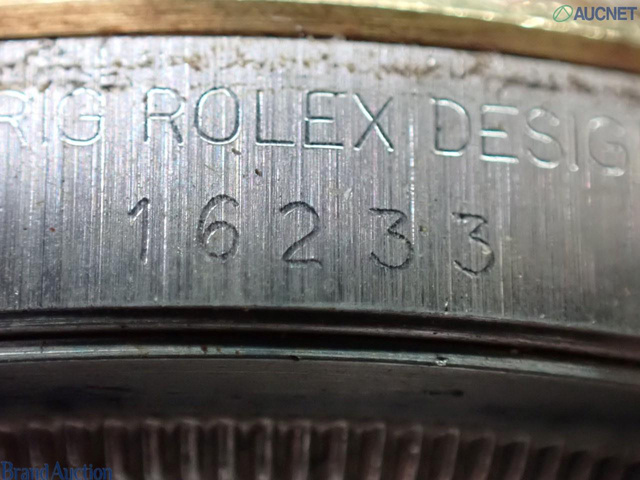 AUCNET
RIG ROLEX DESIG
16233
Brand Auction